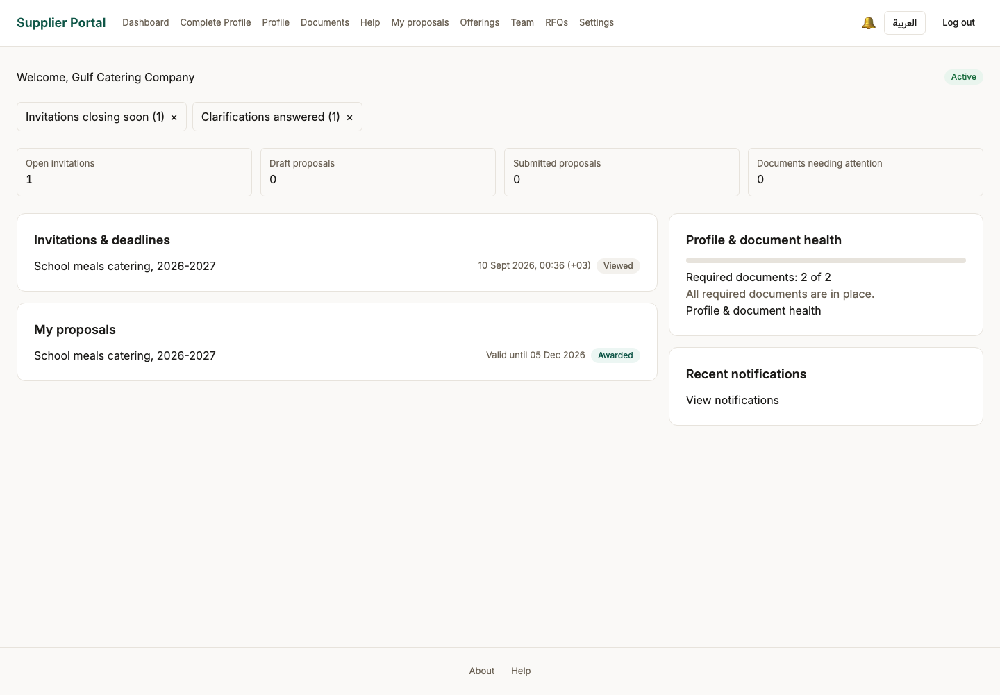 Supplier Portal
Dashboard
Complete Profile
Profile
Documents
Help
My proposals
Offerings
Team
RFQs
Settings
العربية
Log out
Welcome, Gulf Catering Company
Active
Invitations closing soon (1) ×
Clarifications answered (1) ×
Open invitations
1
Draft proposals
0
Submitted proposals
0
Documents needing attention
0
Invitations & deadlines
School meals catering, 2026-2027
10 Sept 2026, 00:36 (+03)
Viewed
My proposals
School meals catering, 2026-2027
Valid until 05 Dec 2026
Awarded
Profile & document health
Required documents: 2 of 2
All required documents are in place.
Profile & document health
Recent notifications
View notifications
About
Help